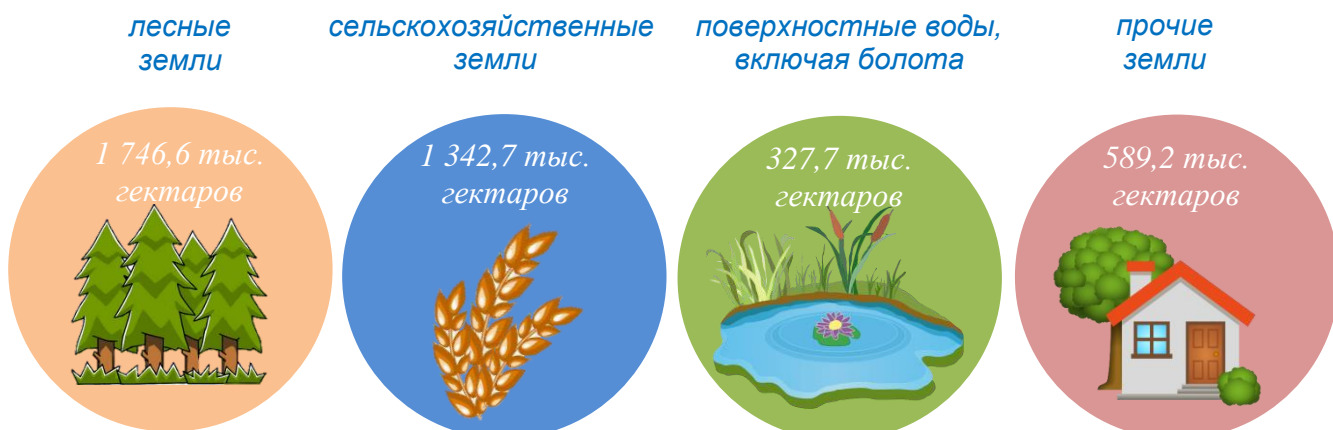 лесные
земли
1 746,6 тыс.
гектаров
сельскохозяйственные
земли
1 342,7 тыс.
гектаров
поверхностные воды,
включая болота
327,7 тыс.
гектаров
прочие
земли
589,2 тыс.
гектаров